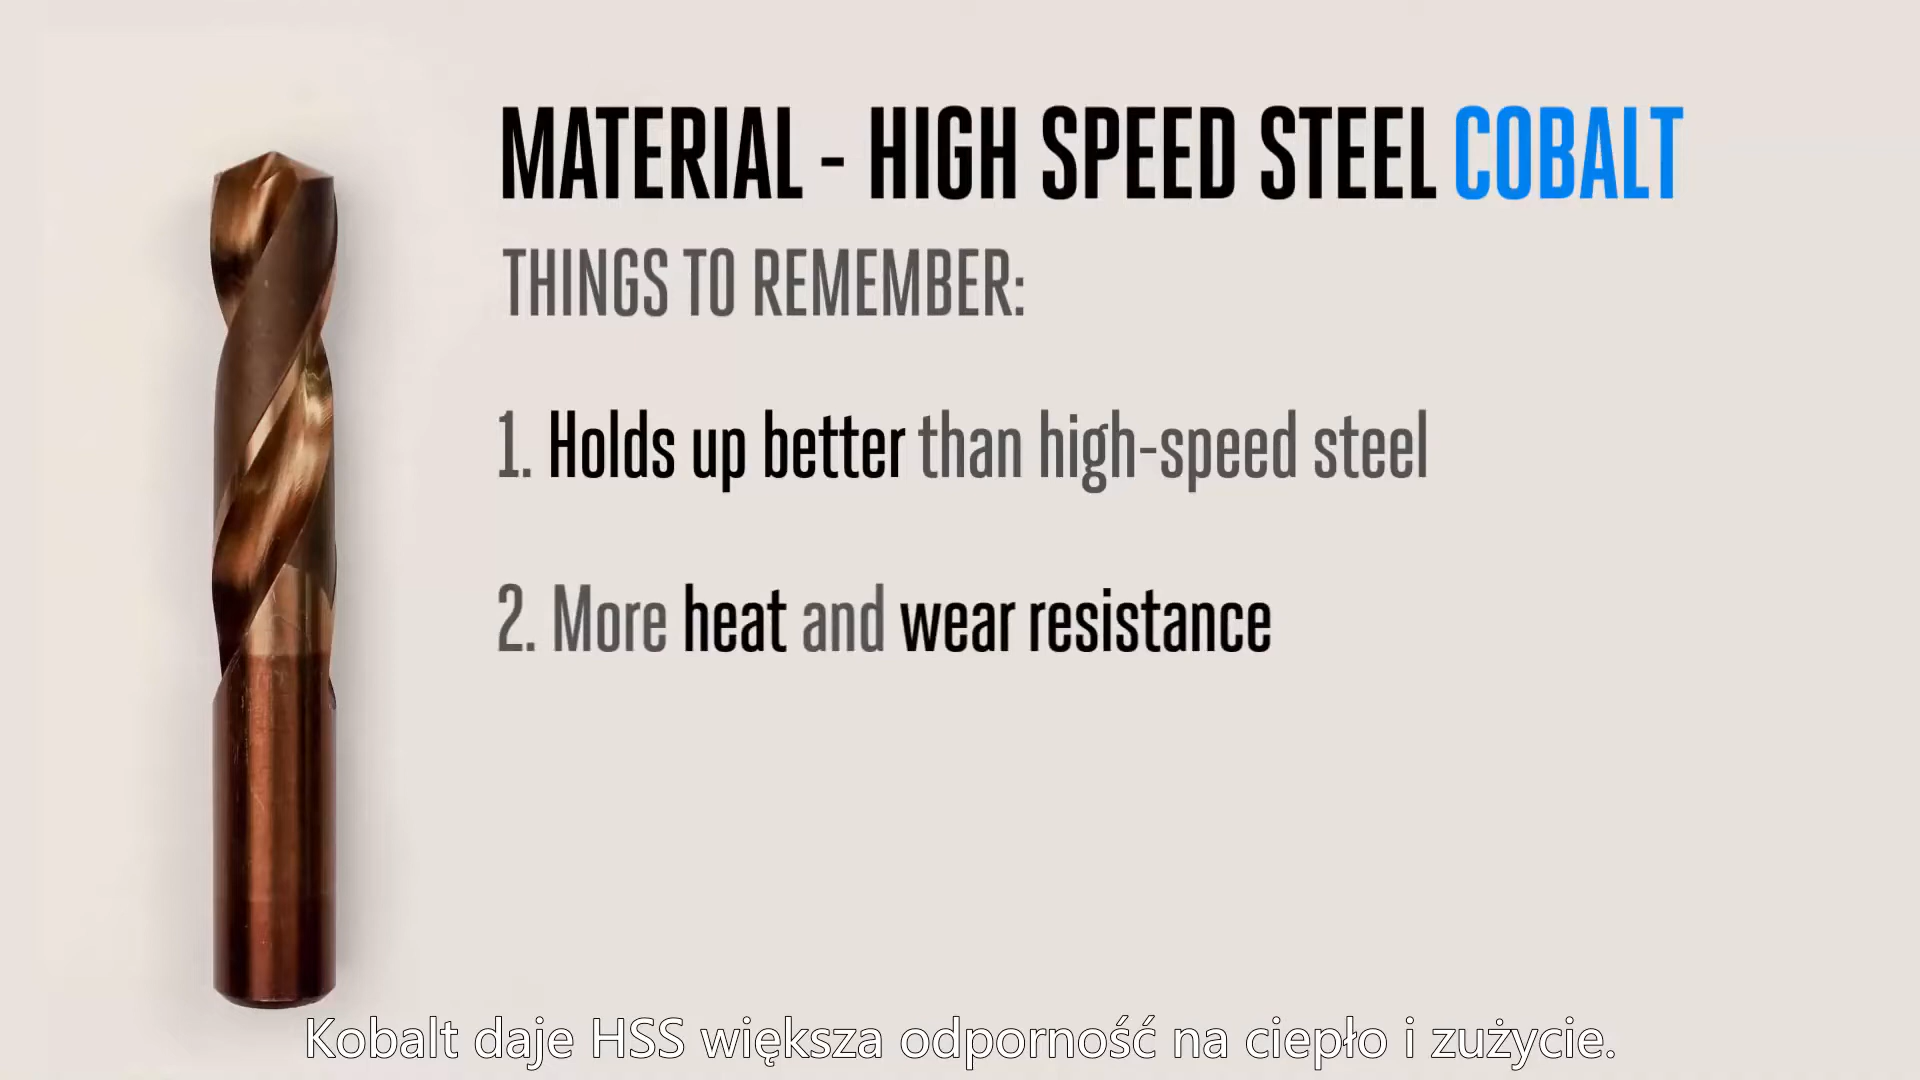 MATERIAL - HIGH SPEED STEEL COBALT
THINGS TO REMEMBER:
1. Holds up better than high-speed steel
2. More heat and wear resistance
Kobalt daje HSS większa odporność na ciepło i zużycie.